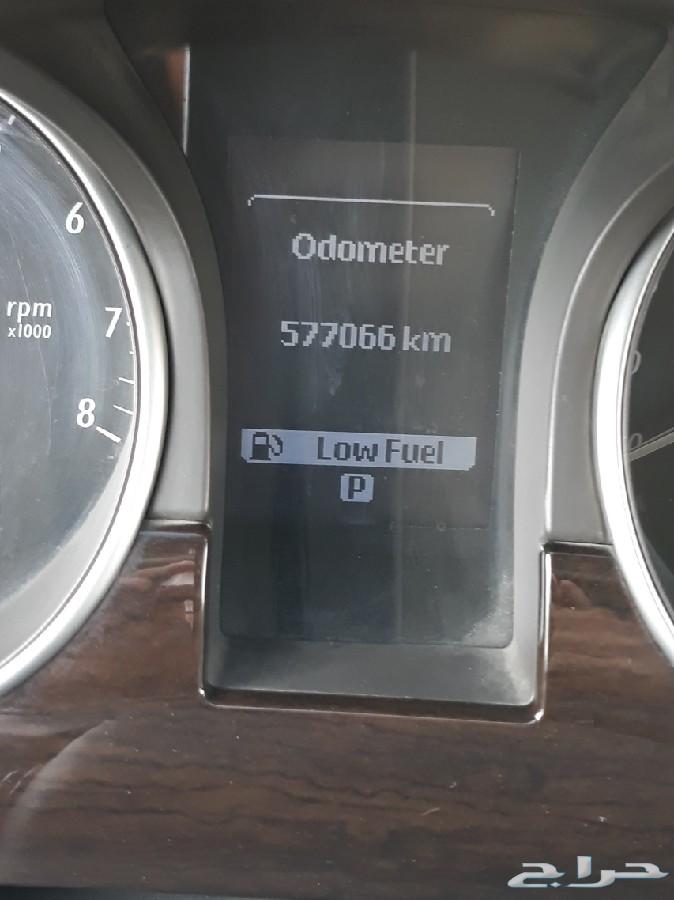 6
rpm
x1000
7
8
Odometer
577066 km
Low Fuel
P
حراج